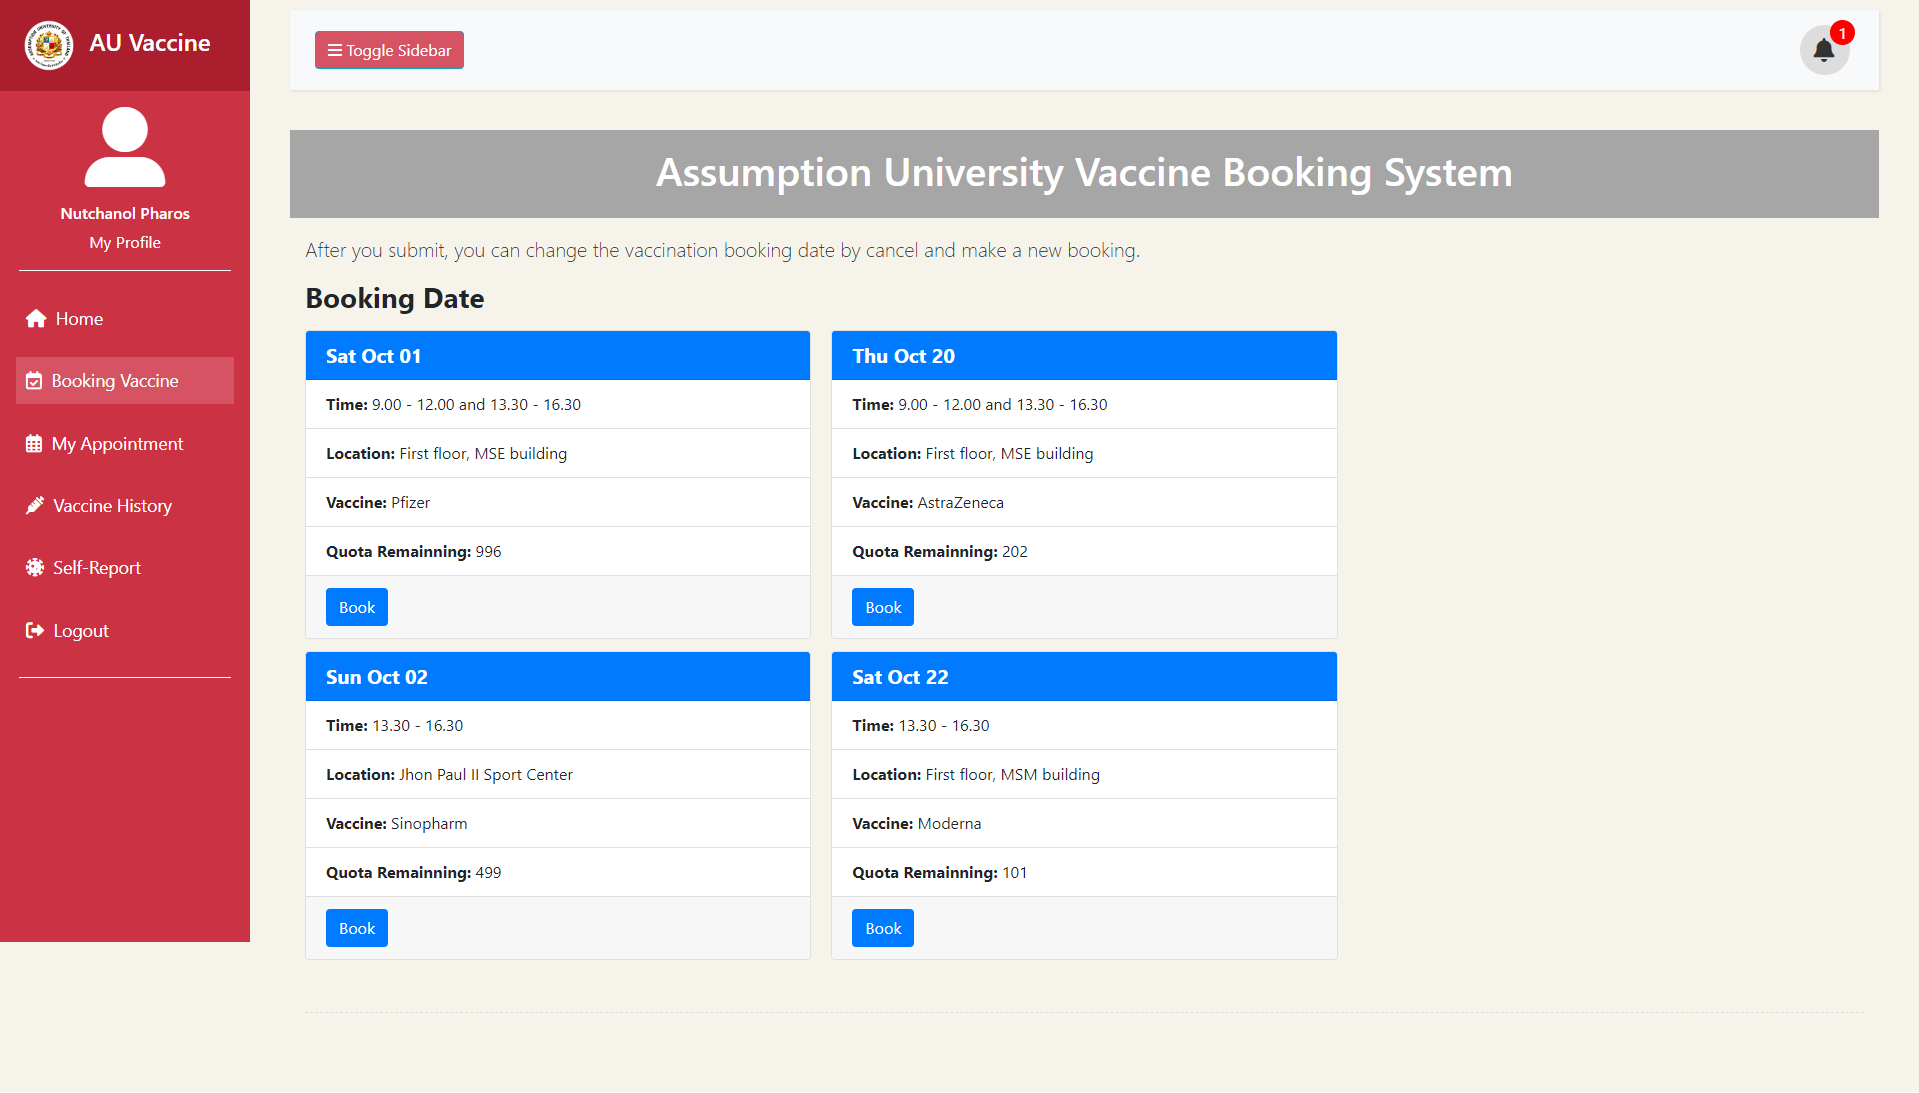 AU Vaccine
Nutchanol Pharos
My Profile
Home
Booking Vaccine
My Appointment
Vaccine History
Self-Report
Logout
Toggle Sidebar
1
Assumption University Vaccine Booking System
After you submit, you can change the vaccination booking date by cancel and make a new booking.
Booking Date
Sat Oct 01
Time: 9.00 - 12.00 and 13.30 - 16.30
Location: First floor, MSE building
Vaccine: Pfizer
Quota Remainning: 996
Book
Thu Oct 20
Time: 9.00 - 12.00 and 13.30 - 16.30
Location: First floor, MSE building
Vaccine: AstraZeneca
Quota Remainning: 202
Book
Sun Oct 02
Time: 13.30 - 16.30
Location: Jhon Paul II Sport Center
Vaccine: Sinopharm
Quota Remainning: 499
Book
Sat Oct 22
Time: 13.30 - 16.30
Location: First floor, MSM building
Vaccine: Moderna
Quota Remainning: 101
Book